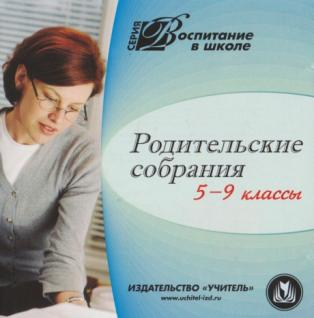 СЕРИЯ
Воспитание
в школе
Родительские
собрания
5–9 классы
ИЗДАТЕЛЬСТВО «УЧИТЕЛЬ»
www.uchitel-izd.ru